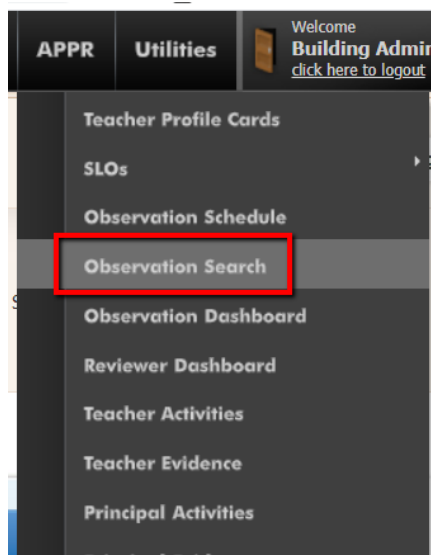 APPR
Utilities
Welcome
Building Admin
click here to logout
Teacher Profile Cards
SLOs
Observation Schedule
Observation Search
Observation Dashboard
Reviewer Dashboard
Teacher Activities
Teacher Evidence
Principal Activities